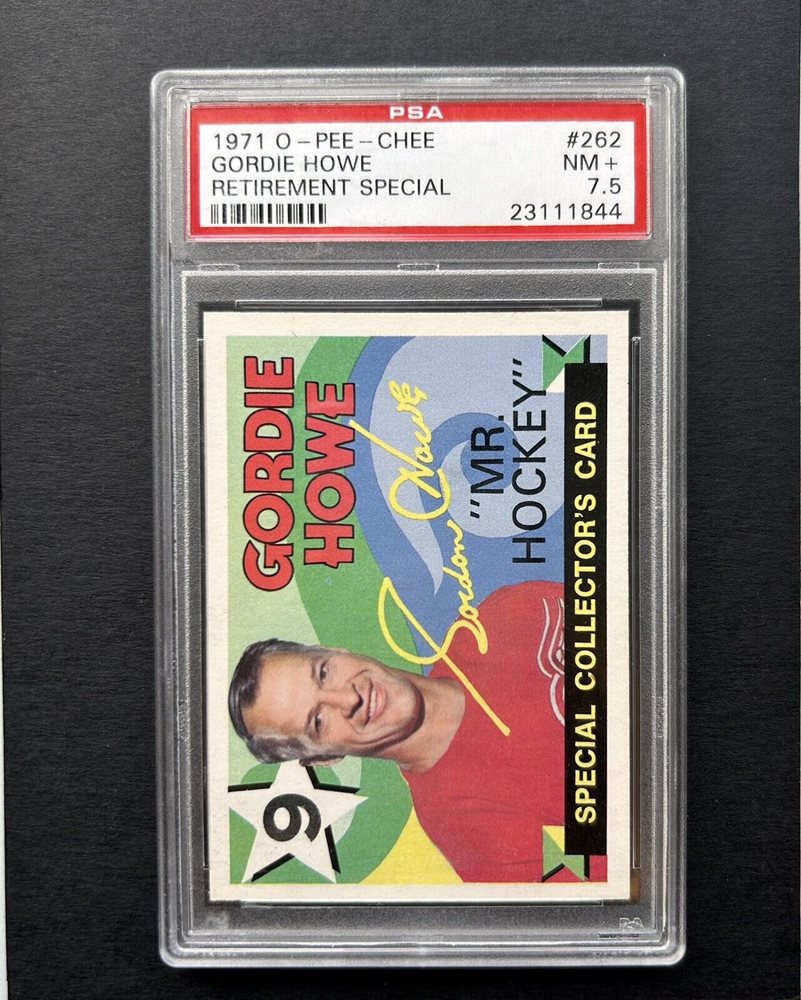 PSA
1971 O-PEE-CHEE #262
GORDIE HOWE NM+
RETIREMENT SPECIAL 7.5
23111844
GORDIE
HOWE
Gordon Howe
"MR.
HOCKEY"
SPECIAL COLLECTOR'S CARD
9
PSA